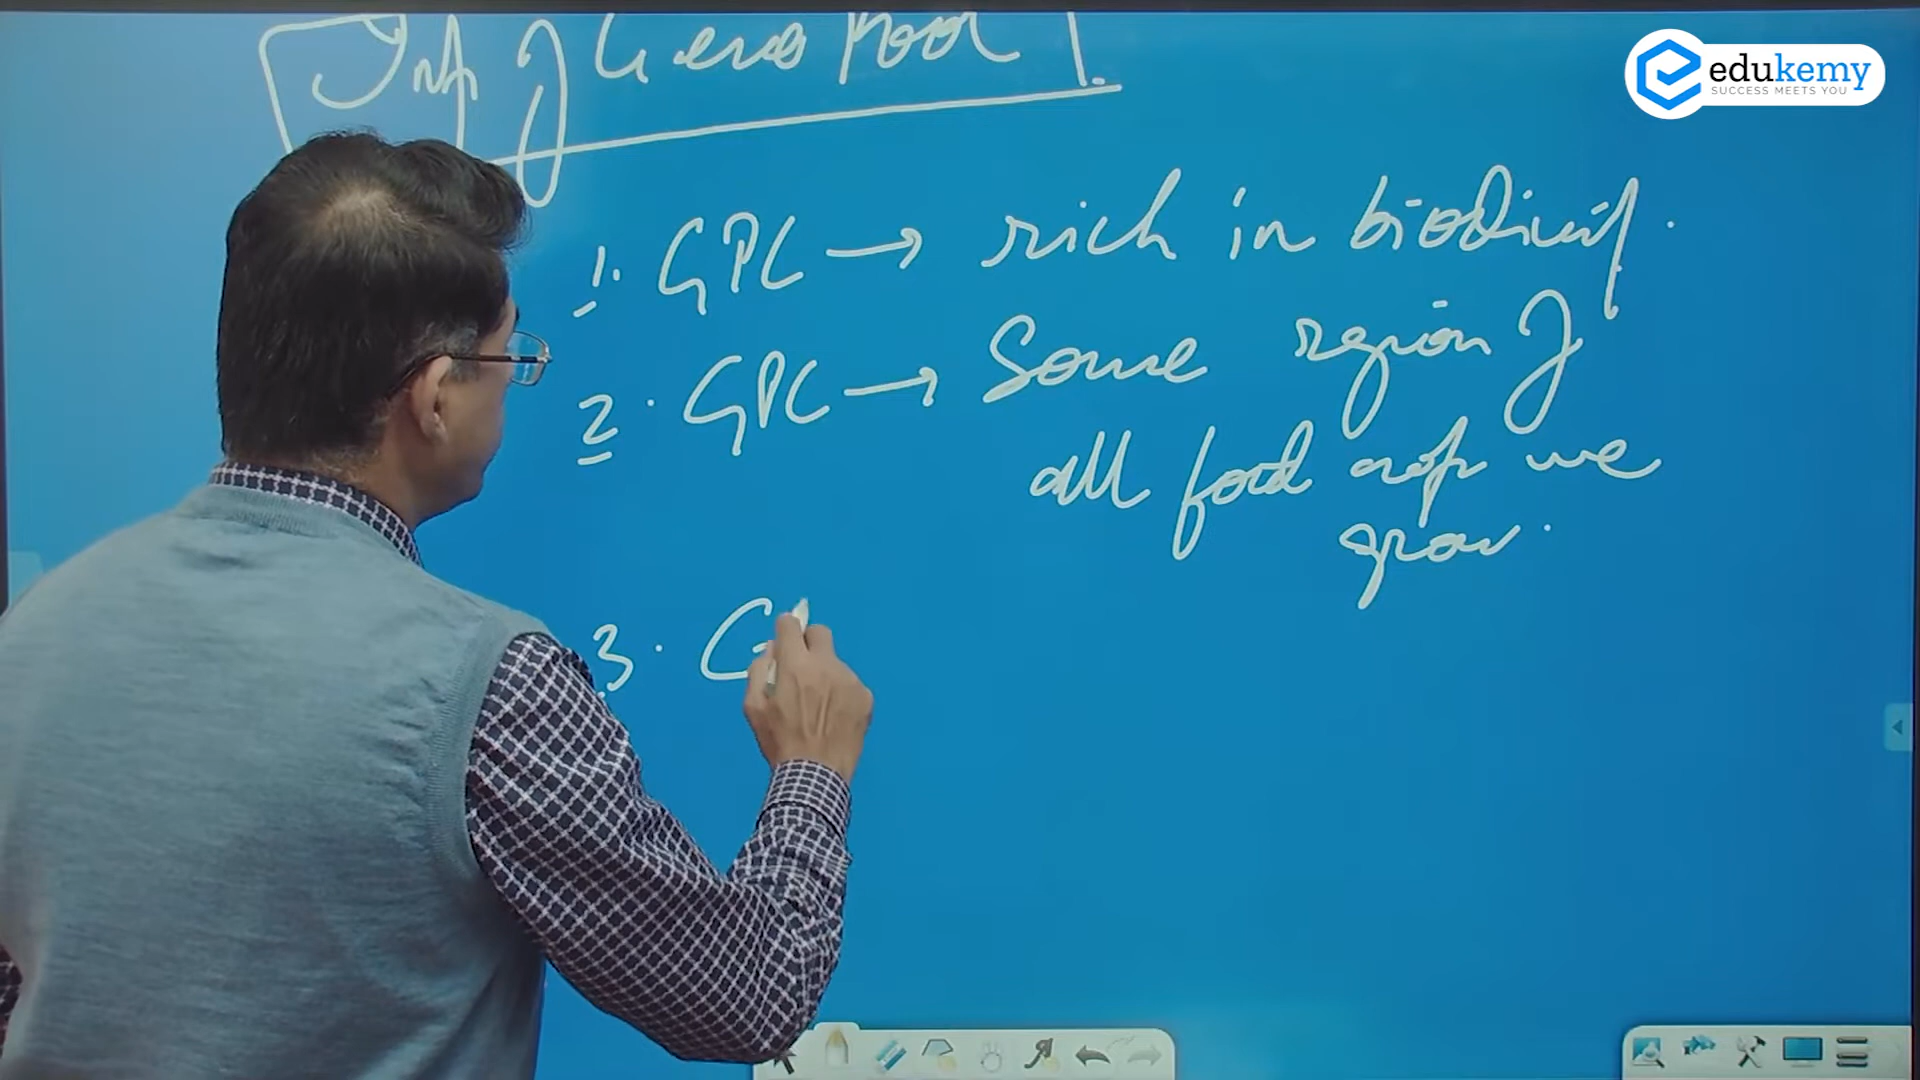 edukemy
SUCCESS MEETS YOU
Gene Pool
1. GPC → rich in biodiversity.
2. GPC → Some region of
all food crops we
grow.
3. G